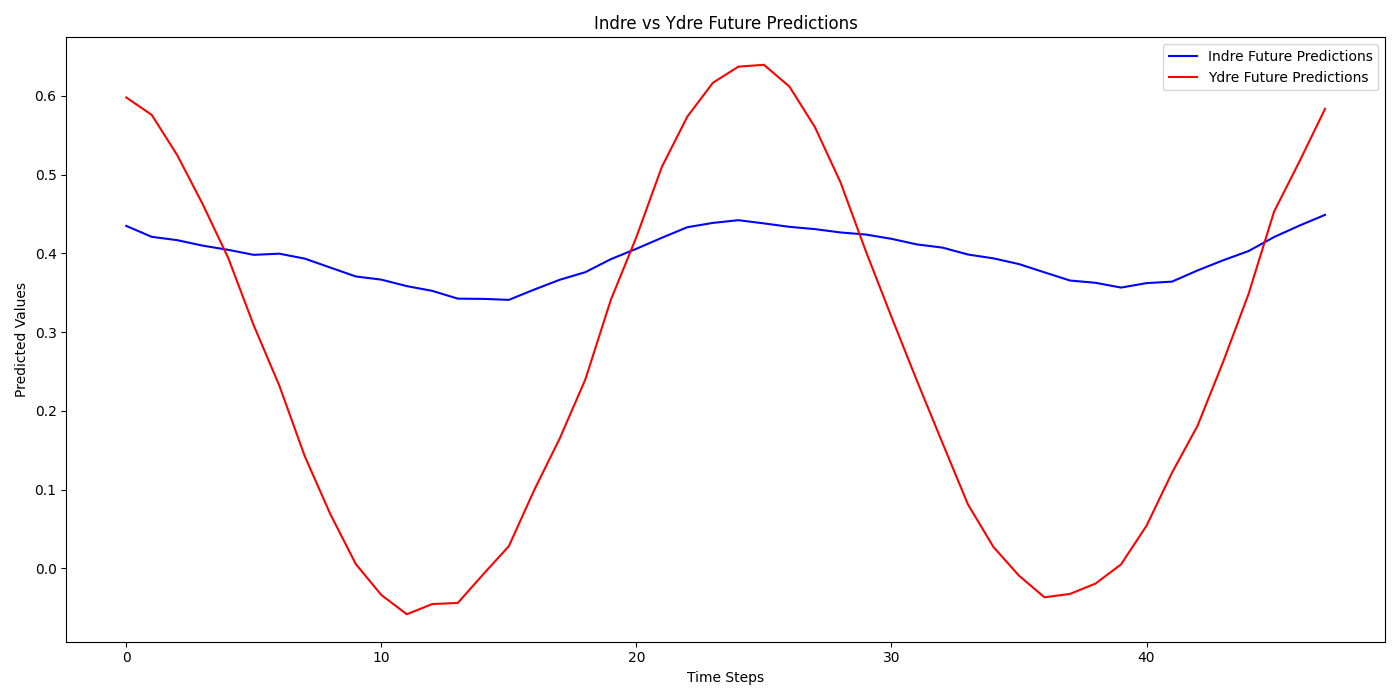 Indre vs Ydre Future Predictions
Indre Future Predictions
Ydre Future Predictions
Predicted Values
0.6
0.5
0.4
0.3
0.2
0.1
0.0
0 10 20 30 40
Time Steps